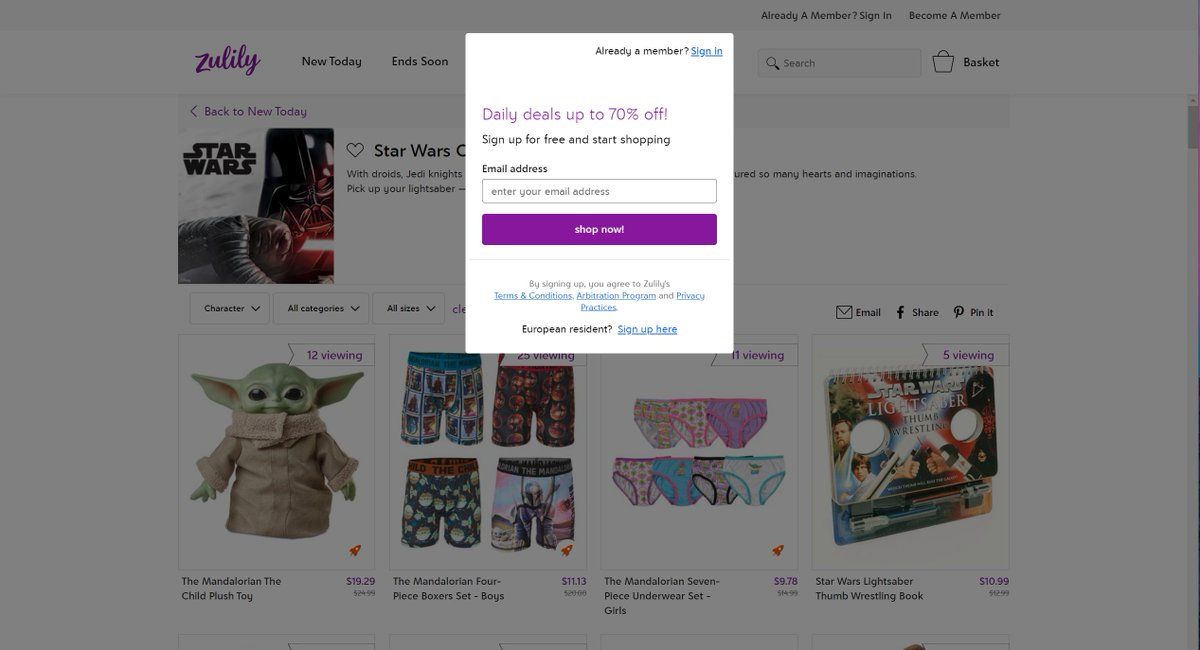 Already A Member? Sign In Become A Member
zulily
New Today
Ends Soon
Search
Basket
Already a member? Sign in
Daily deals up to 70% off!
Sign up for free and start shopping
Email address
enter your email address
shop now!
By signing up, you agree to Zulily's
Terms & Conditions, Arbitration Program and Privacy
Practices.
European resident? Sign up here
Back to New Today
STAR
WARS
Star Wars C
With droids, Jedi knights
ured so many hearts and imaginations.
Pick up your lightsaber —
Character
All categories
All sizes
cle
Email
Share
Pin it
12 viewing
25 viewing
11 viewing
5 viewing
STAR WARS
LIGHTSABER
THUMB
WRESTLING
The Mandalorian The
Child Plush Toy
$19.29
$24.99
The Mandalorian Four-
Piece Boxers Set - Boys
$11.13
$20.00
The Mandalorian Seven-
Piece Underwear Set -
Girls
$9.78
$14.99
Star Wars Lightsaber
Thumb Wrestling Book
$10.99
$12.99